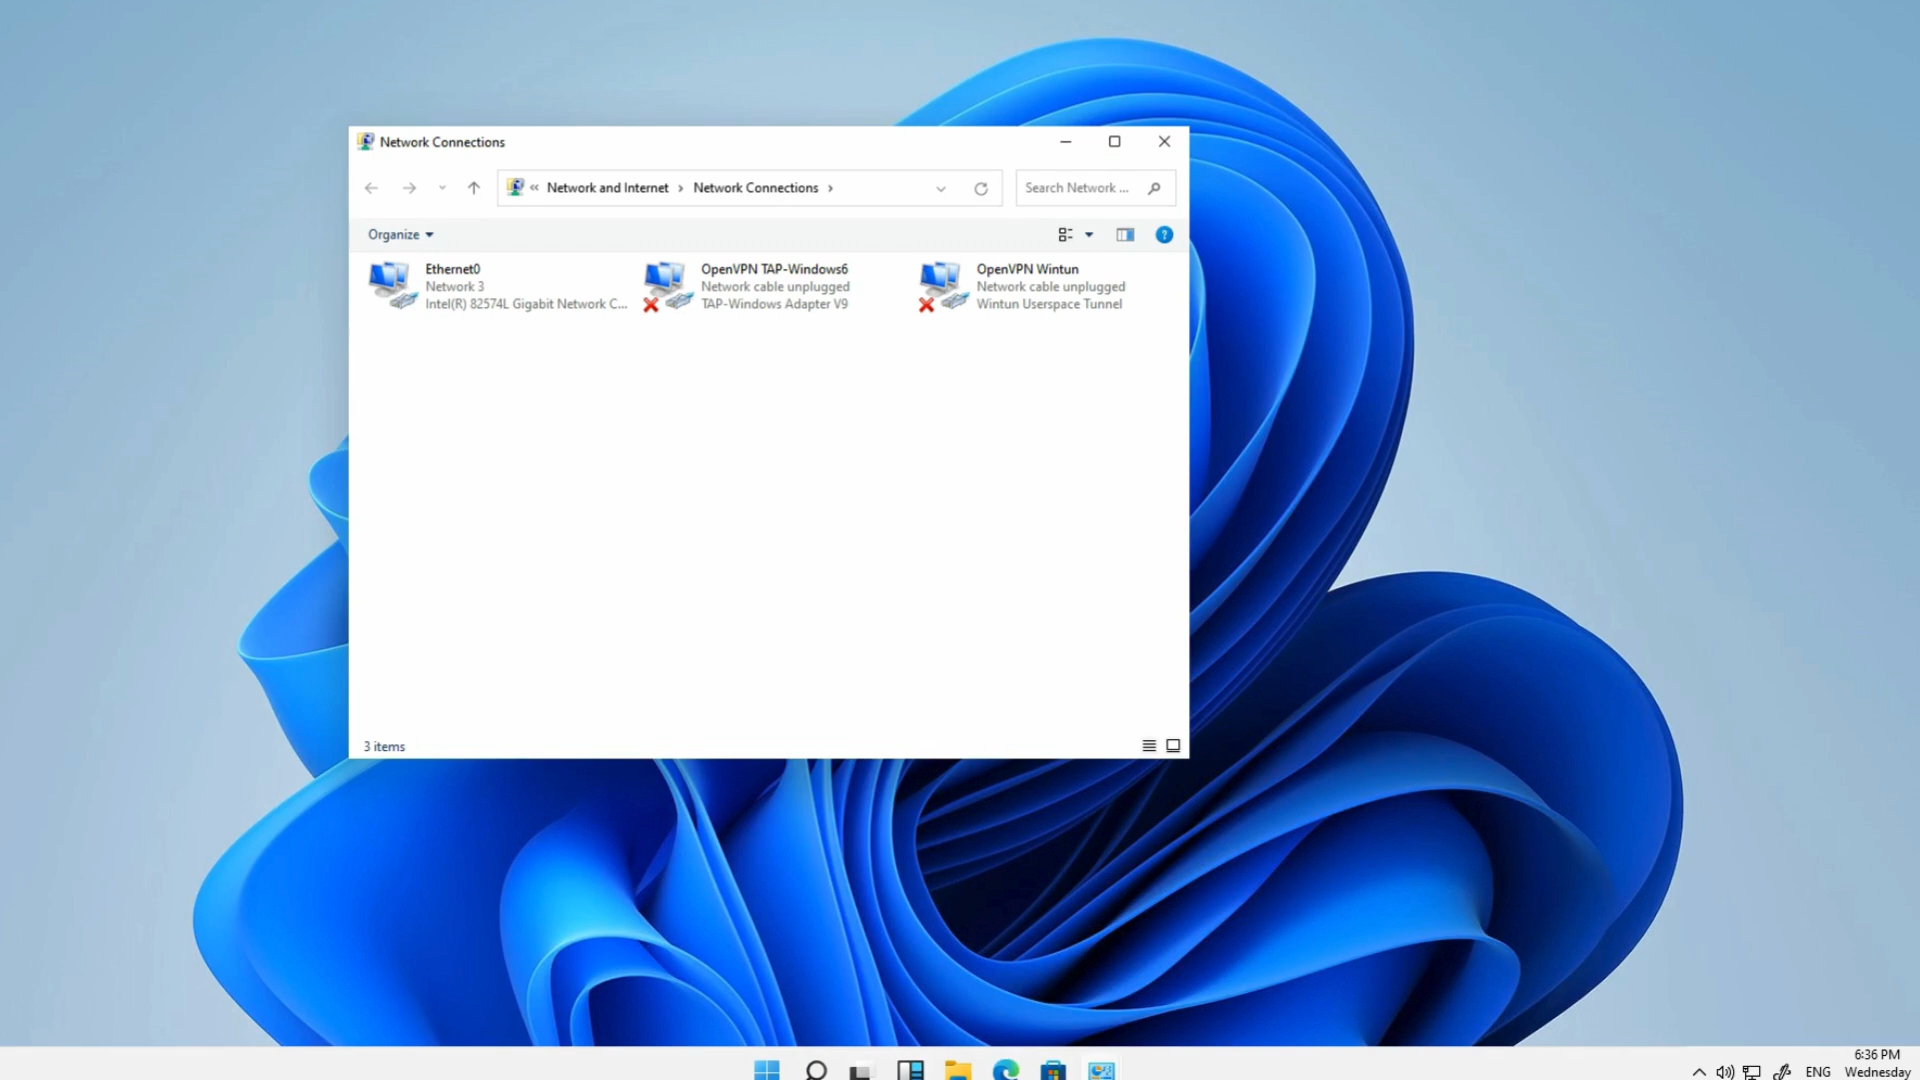 Network Connections
« Network and Internet › Network Connections ›
Search Network ...
Organize
Ethernet0
Network 3
Intel(R) 82574L Gigabit Network C...
OpenVPN TAP-Windows6
Network cable unplugged
TAP-Windows Adapter V9
OpenVPN Wintun
Network cable unplugged
Wintun Userspace Tunnel
3 items
6:36 PM
ENG
Wednesday